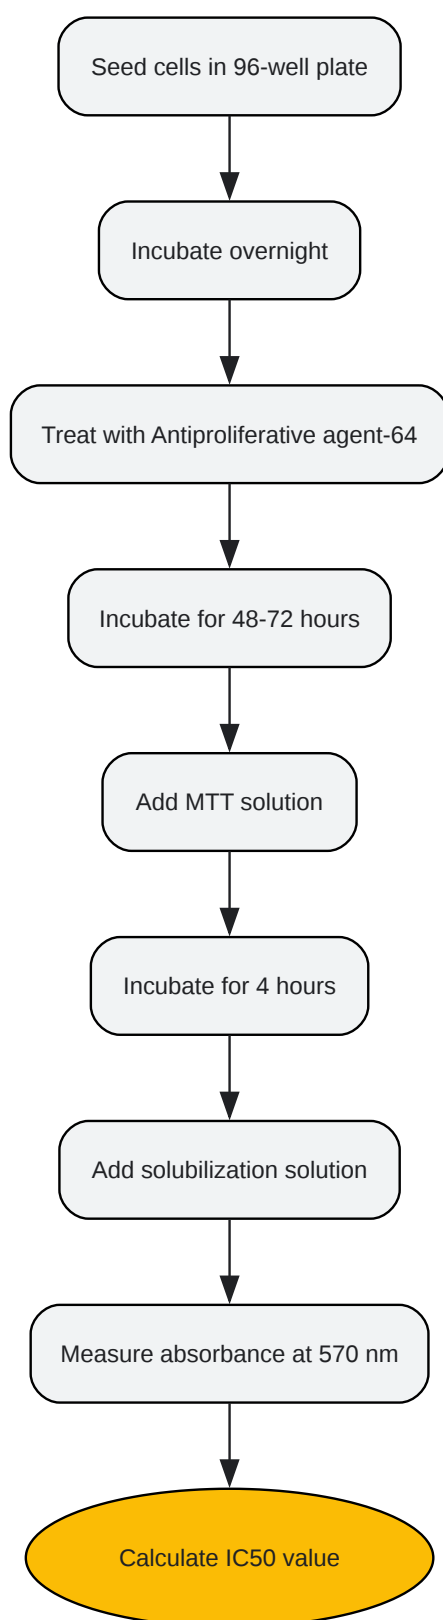 Seed cells in 96-well plate
Incubate overnight
Treat with Antiproliferative agent-64
Incubate for 48-72 hours
Add MTT solution
Incubate for 4 hours
Add solubilization solution
Measure absorbance at 570 nm
Calculate IC50 value